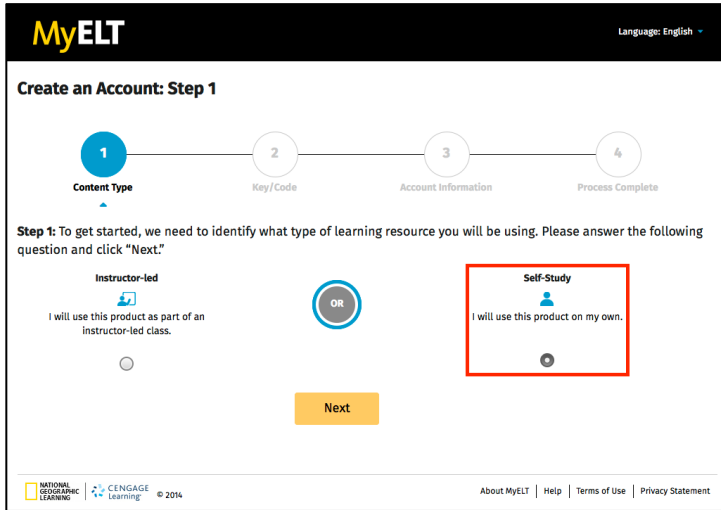 MyELT
Language: English
Create an Account: Step 1
1
2
3
4
Content Type
Key/Code
Account Information
Process Complete
Step 1: To get started, we need to identify what type of learning resource you will be using. Please answer the following
question and click “Next.”
Instructor-led
I will use this product as part of an
instructor-led class.
OR
Self-Study
I will use this product on my own.
Next
NATIONAL
GEOGRAPHIC
LEARNING
CENGAGE
Learning®
© 2014
About MyELT | Help | Terms of Use | Privacy Statement